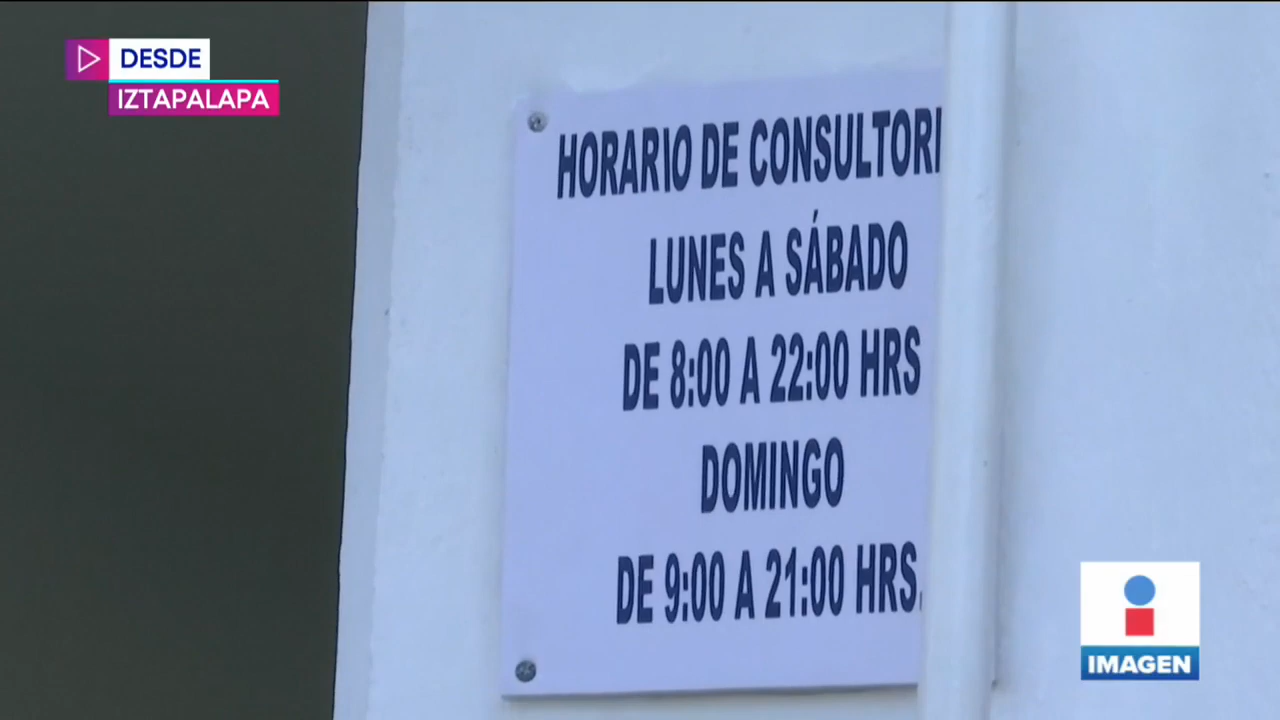 DESDE
IZTAPALAPA
HORARIO DE CONSULTORI
LUNES A SÁBADO
DE 8:00 A 22:00 HRS
DOMINGO
DE 9:00 A 21:00 HRS.
IMAGEN